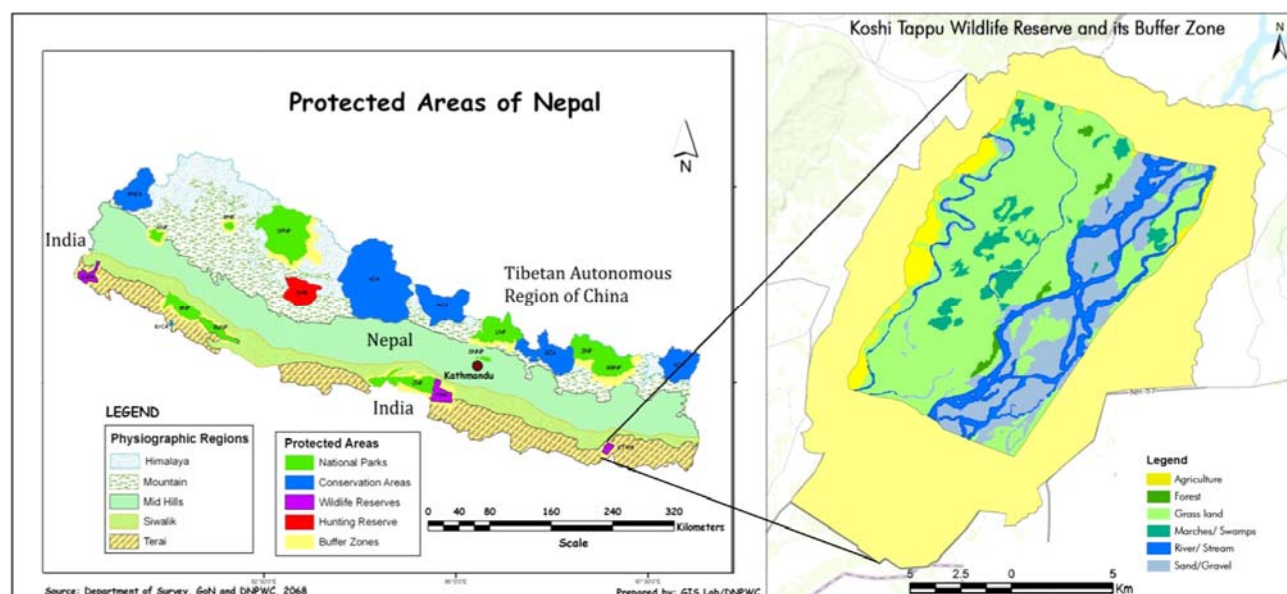 Protected Areas of Nepal
N
India
Tibetan Autonomous
Region of China
Nepal
Kathmandu
India
LEGEND
Physiographic Regions
Himalaya
Mountain
Mid Hills
Siwalik
Terai
Protected Areas
National Parks
Conservation Areas
Wildlife Reserves
Hunting Reserve
Buffer Zones
0 40 80 160 240 320
Kilometers
Scale
Source: Department of Survey, GoN and DNPWC, 2068
Prepared by: GIS Lab/DNPWC
Koshi Tappu Wildlife Reserve and its Buffer Zone
N
NH-57
Legend
Agriculture
Forest
Grass land
Marches/ Swamps
River/ Stream
Sand/Gravel
5 2.5 0 5
Km